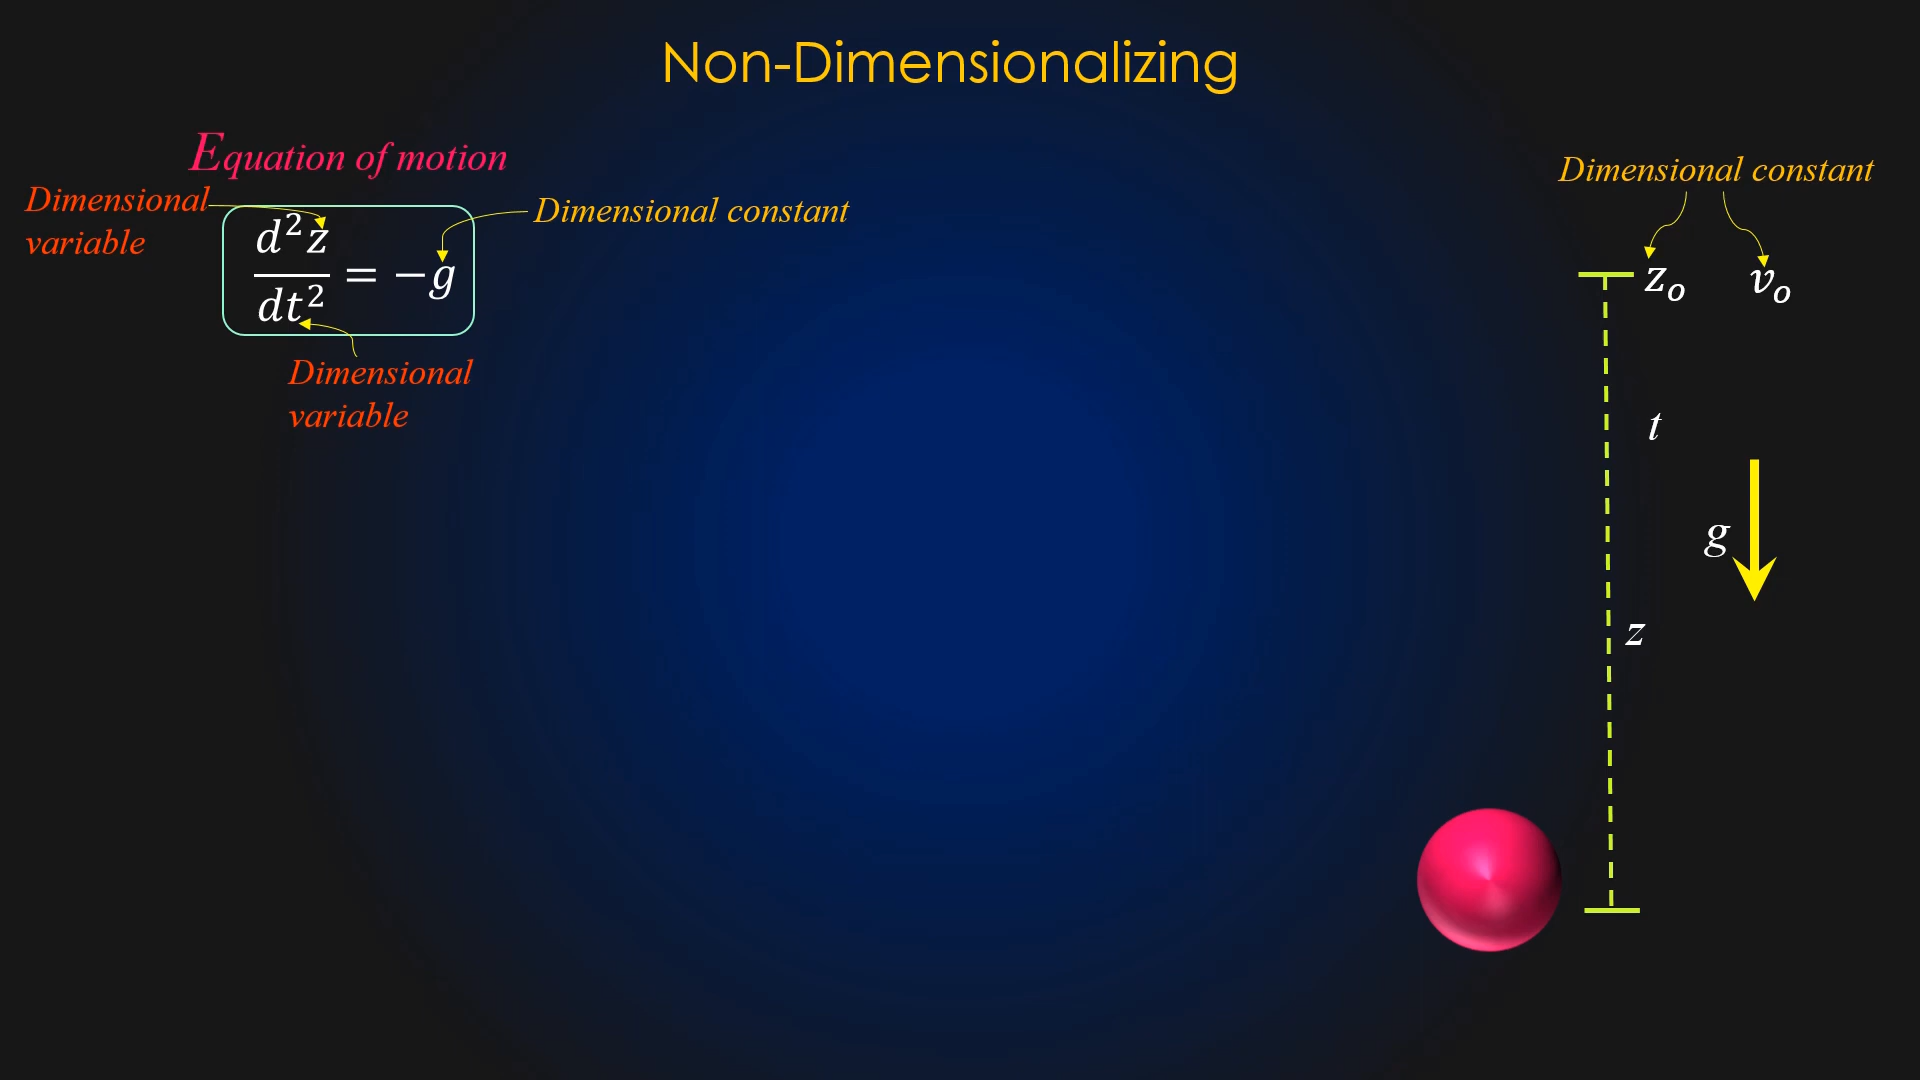 Non-Dimensionalizing
Equation of motion
Dimensional
variable
d²z
dt²
= −g
Dimensional constant
Dimensional
variable
Dimensional constant
zₒ vₒ
t
g
z